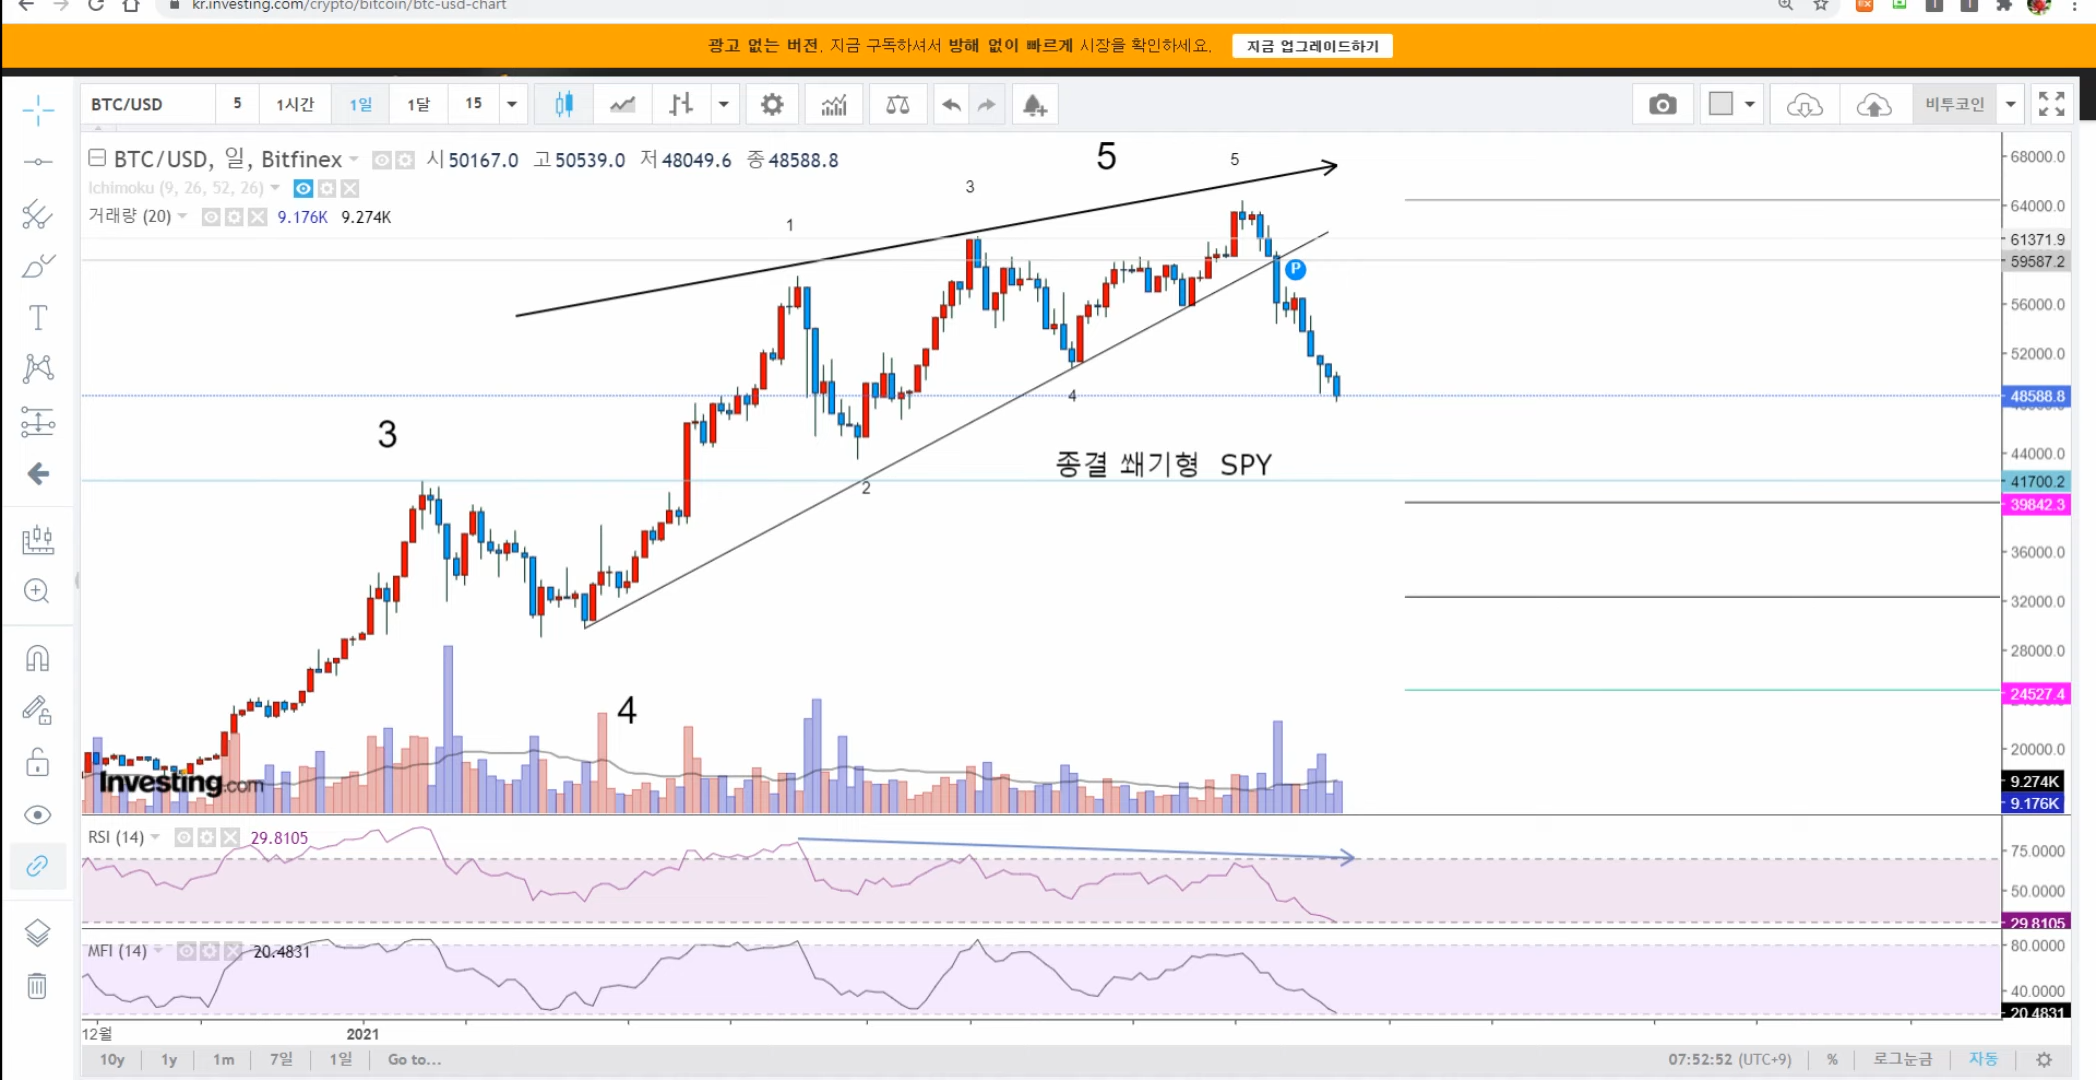 kr.investing.com/crypto/bitcoin/btc-usd-chart
광고 없는 버전. 지금 구독하셔서 방해 없이 빠르게 시장을 확인하세요. 지금 업그레이드하기
BTC/USD 5 1시간 1일 1달 15 비투코인
BTC/USD, 일, Bitfinex 시 50167.0 고 50539.0 저 48049.6 종 48588.8
Ichimoku (9, 26, 52, 26)
거래량 (20) 9.176K 9.274K
5
5
3
1
P
4
3
종결 쐐기형 SPY
2
4
68000.0
64000.0
61371.9
59587.2
56000.0
52000.0
48588.8
44000.0
41700.2
39842.3
36000.0
32000.0
28000.0
24527.4
20000.0
9.274K
9.176K
Investing.com
RSI (14) 29.8105
75.0000
50.0000
29.8105
MFI (14) 20.4831
80.0000
40.0000
20.4831
12월 2021
10y 1y 1m 7일 1일 Go to... 07:52:52 (UTC+9) % 로그눈금 자동